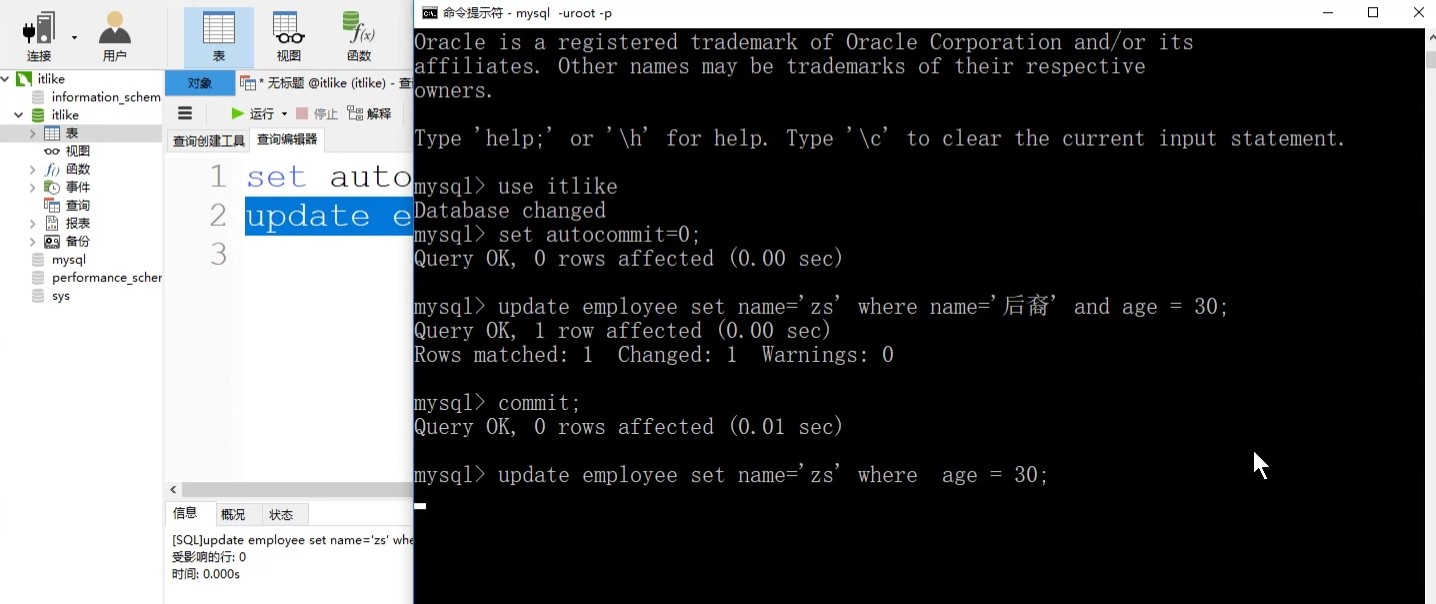 命令提示符 - mysql  -uroot -p
连接
用户
表
视图
函数
itlike
information_schem
itlike
表
视图
函数
事件
查询
报表
备份
mysql
performance_scher
sys
对象
* 无标题 @itlike (itlike) - 查
运行
停止
解释
查询创建工具
查询编辑器
1 set auto
2 update e
3
信息
概况
状态
[SQL]update employee set name='zs' whe
受影响的行: 0
时间: 0.000s
Oracle is a registered trademark of Oracle Corporation and/or its
affiliates. Other names may be trademarks of their respective
owners.
Type 'help;' or '\h' for help. Type '\c' to clear the current input statement.
mysql> use itlike
Database changed
mysql> set autocommit=0;
Query OK, 0 rows affected (0.00 sec)
mysql> update employee set name='zs' where name='后裔' and age = 30;
Query OK, 1 row affected (0.00 sec)
Rows matched: 1  Changed: 1  Warnings: 0
mysql> commit;
Query OK, 0 rows affected (0.01 sec)
mysql> update employee set name='zs' where  age = 30;